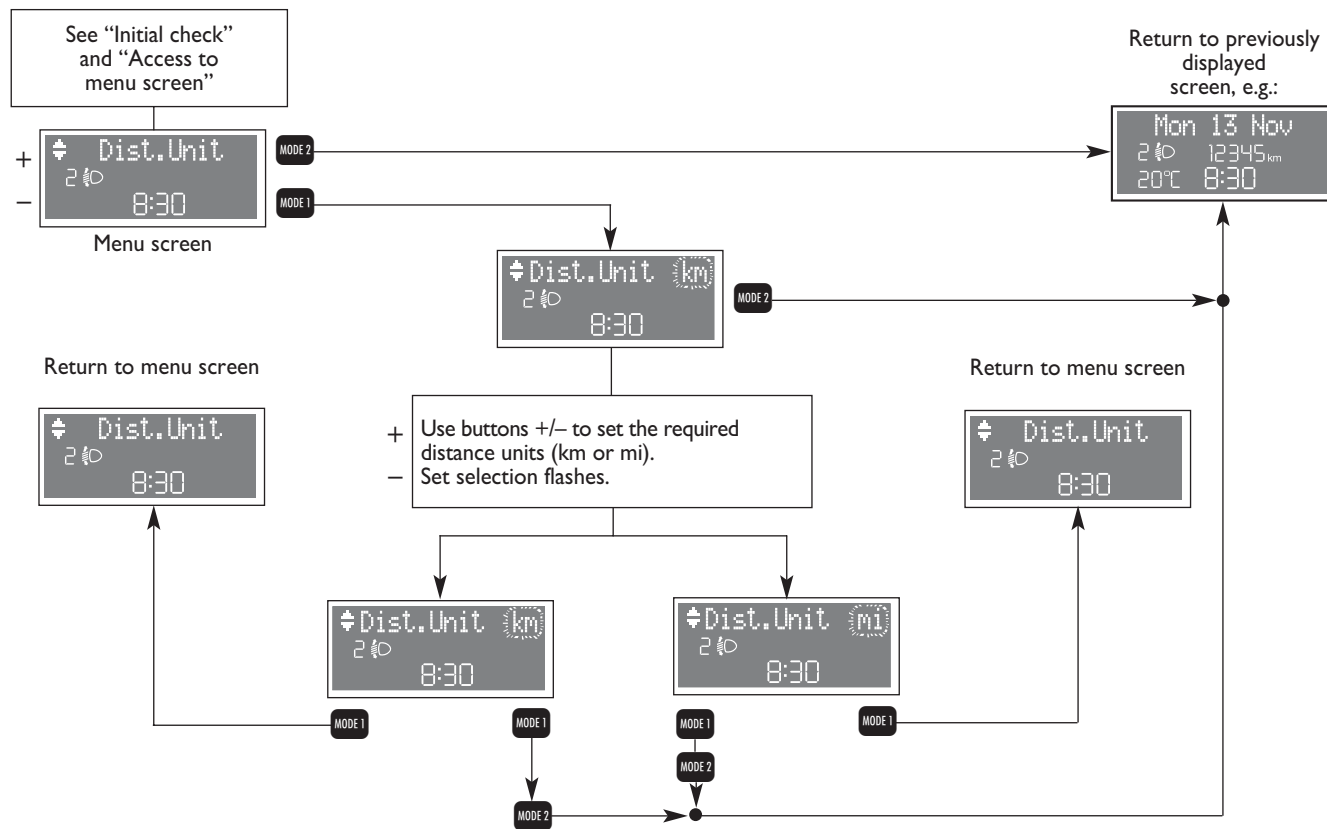 See “Initial check”
and “Access to
menu screen”
Return to previously
displayed
screen, e.g.:
+
–
Dist.Unit
2
8:30
MODE 2
MODE 1
Menu screen
Mon 13 Nov
2 12345 km
20°C 8:30
Dist.Unit km
2
8:30
MODE 2
Return to menu screen
Dist.Unit
2
8:30
+
–
Use buttons +/– to set the required
distance units (km or mi).
Set selection flashes.
Return to menu screen
Dist.Unit
2
8:30
Dist.Unit km
2
8:30
MODE 1
MODE 1
MODE 2
Dist.Unit mi
2
8:30
MODE 1
MODE 2
MODE 1